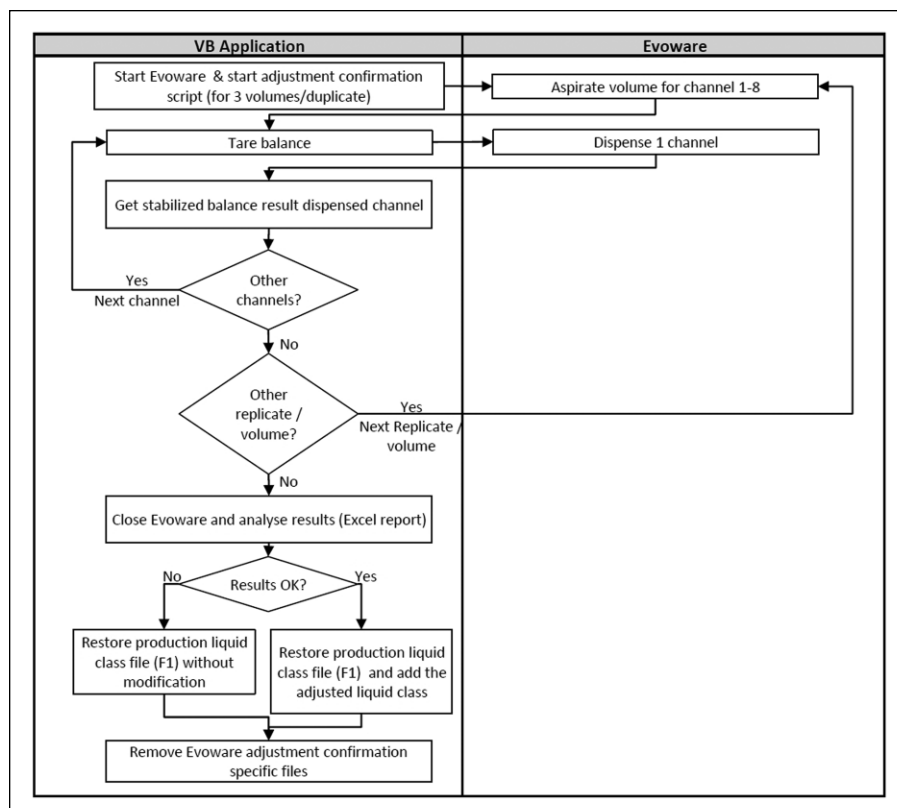 VB Application
Evoware
Start Evoware & start adjustment confirmation
script (for 3 volumes/duplicate)
Aspirate volume for channel 1-8
Tare balance
Dispense 1 channel
Get stabilized balance result dispensed channel
Yes
Next channel
Other
channels?
No
Other
replicate /
volume?
Yes
Next Replicate /
volume
No
Close Evoware and analyse results (Excel report)
No
Results OK?
Yes
Restore production liquid
class file (F1) without
modification
Restore production liquid
class file (F1) and add the
adjusted liquid class
Remove Evoware adjustment confirmation
specific files